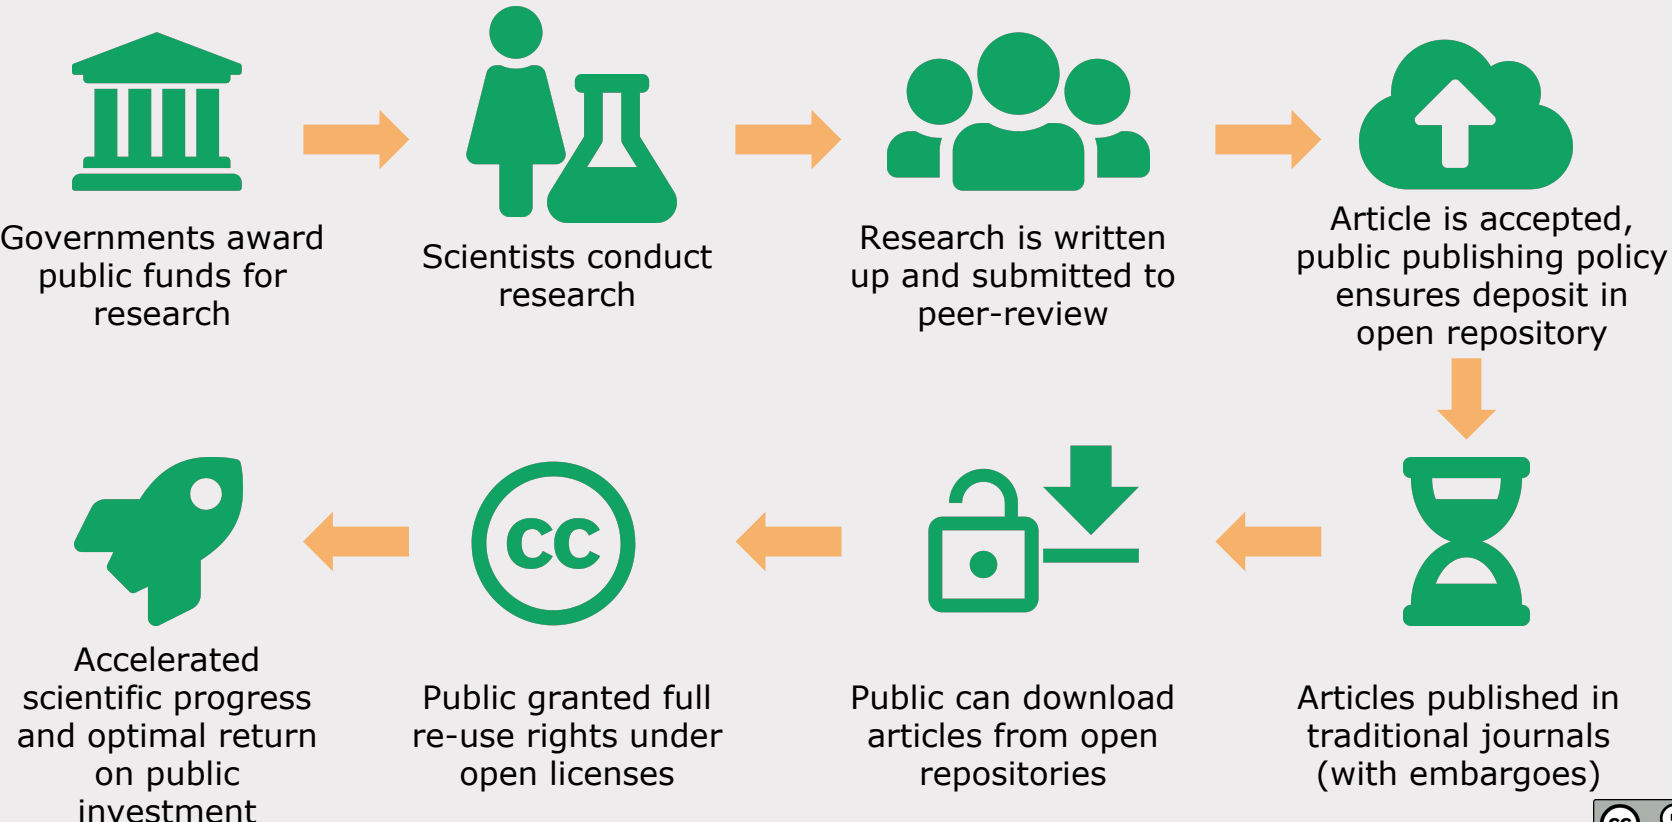 Governments award
public funds for
research
Scientists conduct
research
Research is written
up and submitted to
peer-review
Article is accepted,
public publishing policy
ensures deposit in
open repository
Accelerated
scientific progress
and optimal return
on public
investment
cc
Public granted full
re-use rights under
open licenses
Public can download
articles from open
repositories
Articles published in
traditional journals
(with embargoes)
cc